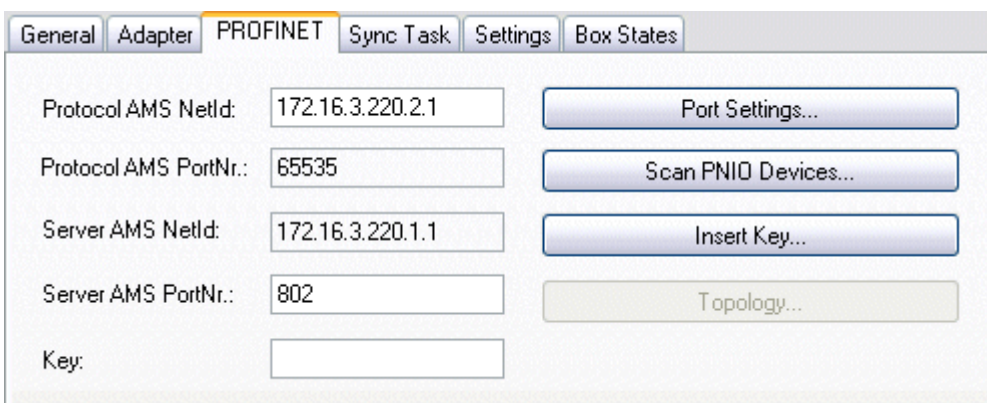 General Adapter PROFINET Sync Task Settings Box States
Protocol AMS NetId: 172.16.3.220.2.1 Port Settings...
Protocol AMS PortNr.: 65535 Scan PNIO Devices...
Server AMS NetId: 172.16.3.220.1.1 Insert Key...
Server AMS PortNr.: 802 Topology...
Key: